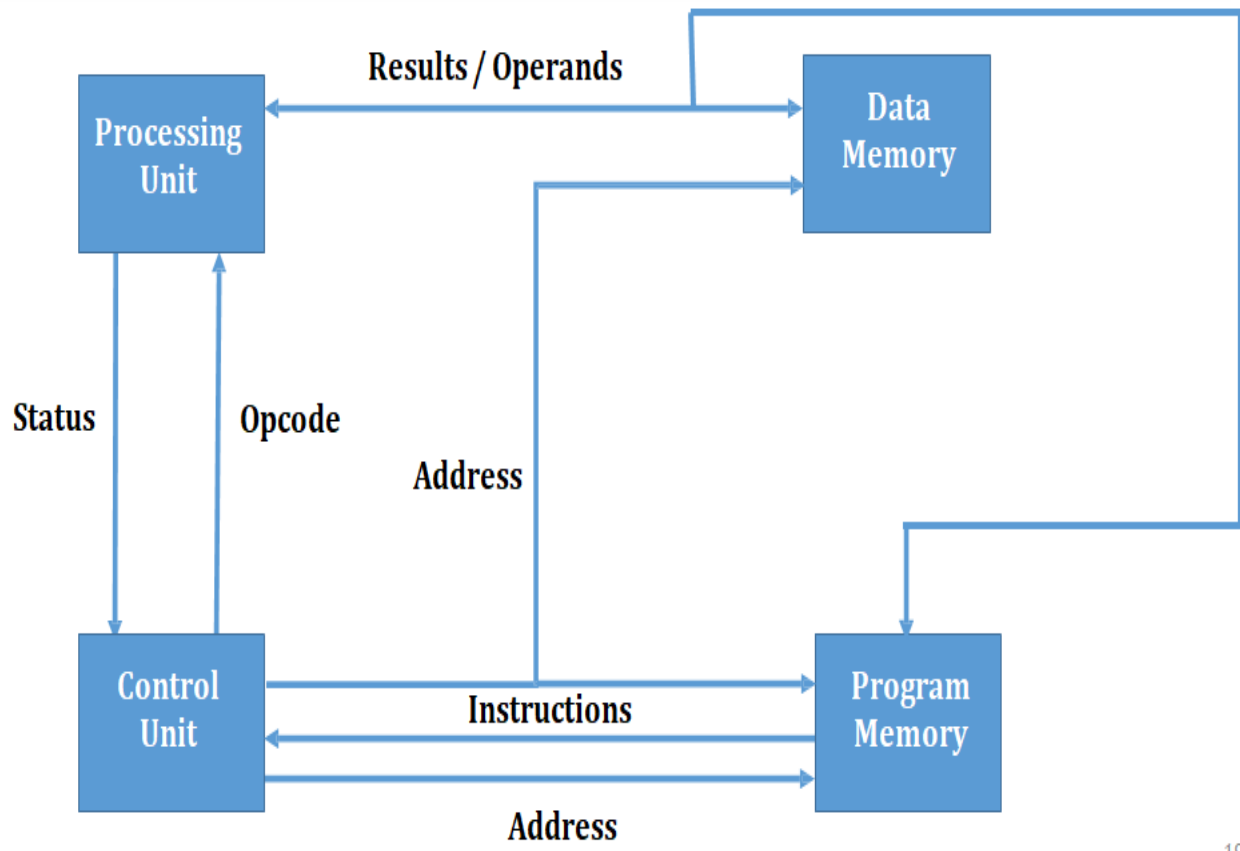 Results / Operands
Processing
Unit
Data
Memory
Status
Opcode
Address
Control
Unit
Instructions
Program
Memory
Address